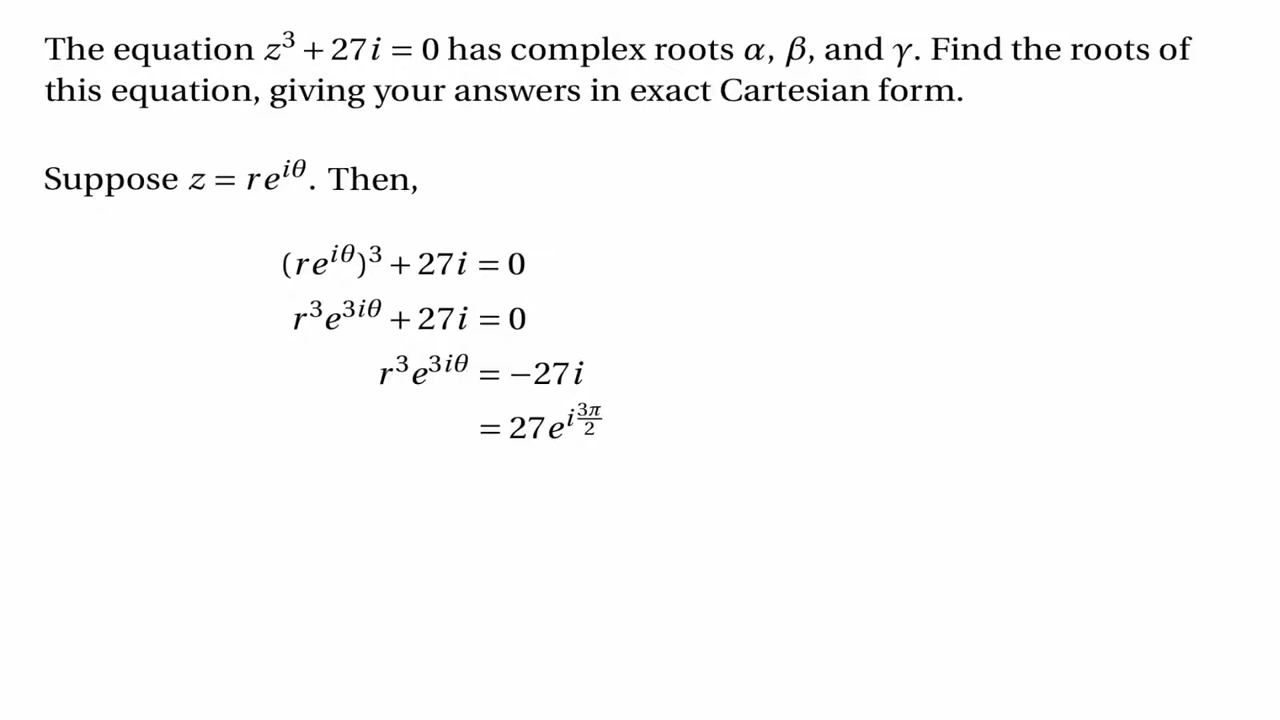 The equation z³ + 27i = 0 has complex roots α, β, and γ. Find the roots of
this equation, giving your answers in exact Cartesian form.
Suppose z = re^{iθ}. Then,
(re^{iθ})³ + 27i = 0
r³e^{3iθ} + 27i = 0
r³e^{3iθ} = −27i
= 27e^{i\frac{3π}{2}}